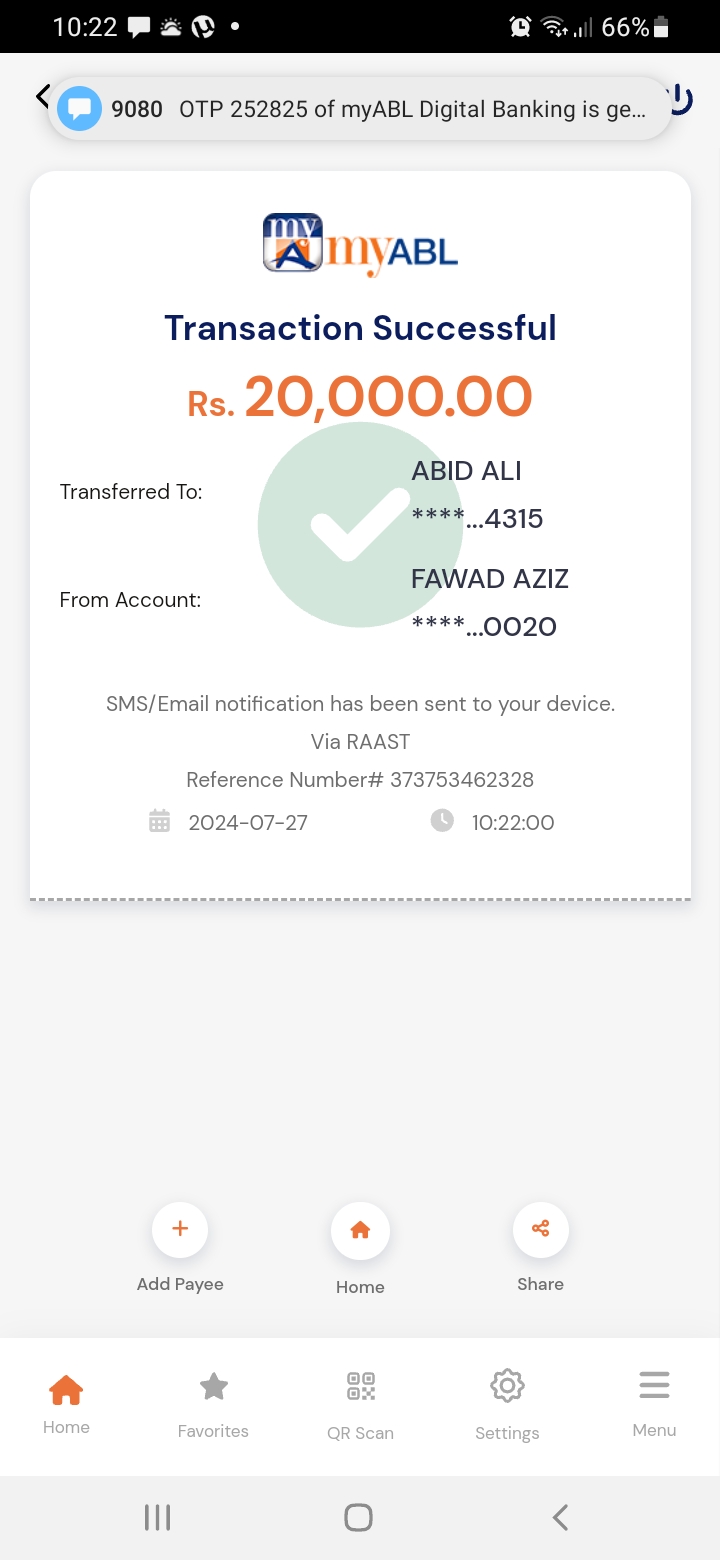 10:22
66%
9080 OTP 252825 of myABL Digital Banking is ge...
my A myABL
Transaction Successful
Rs. 20,000.00
Transferred To:
ABID ALI
****...4315
From Account:
FAWAD AZIZ
****...0020
SMS/Email notification has been sent to your device.
Via RAAST
Reference Number# 373753462328
2024-07-27 10:22:00
Add Payee Home Share
Home Favorites QR Scan Settings Menu